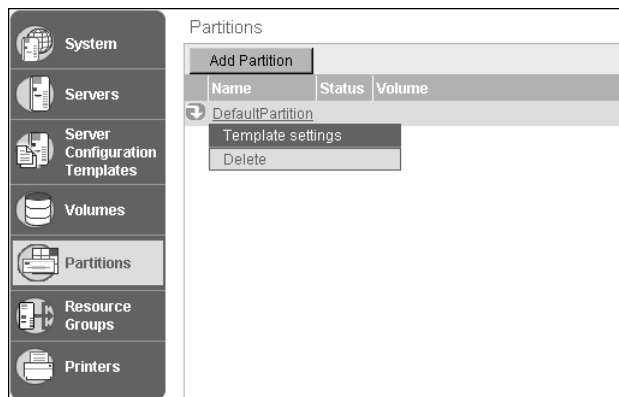 System
Servers
Server
Configuration
Templates
Volumes
Partitions
Resource
Groups
Printers
Partitions
Add Partition
Name Status Volume
DefaultPartition
Template settings
Delete